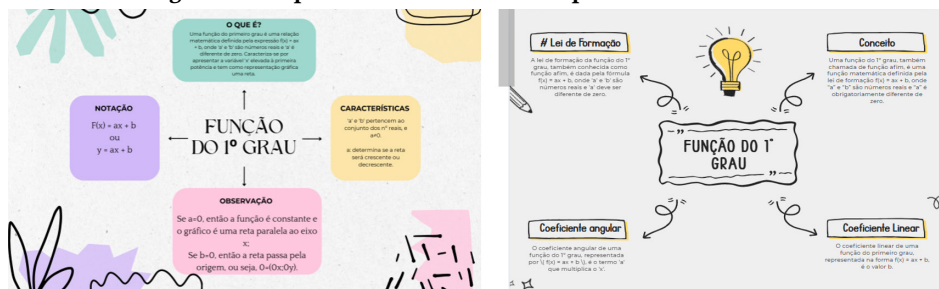 O QUE É?
Uma função do primeiro grau é uma relação
matemática definida pela expressão f(x) = ax
+ b, onde 'a' e 'b' são números reais e 'a' é
diferente de zero. Caracteriza-se por
apresentar a variável 'x' elevada à primeira
potência e tem como representação gráfica
uma reta.
NOTAÇÃO
F(x) = ax + b
ou
y = ax + b
FUNÇÃO
DO 1º GRAU
CARACTERÍSTICAS
'a' e 'b' pertencem ao
conjunto dos nº reais, e
a≠0.
a: determina se a reta
será crescente ou
decrescente.
OBSERVAÇÃO
Se a=0, então a função é constante e
o gráfico é uma reta paralela ao eixo
x;
Se b=0, então a reta passa pela
origem, ou seja, 0=(0x;0y).
# Lei de Formação
A lei de formação da função do 1º
grau, também conhecida como
função afim, é dada pela fórmula
f(x) = ax + b, onde 'a' e 'b' são
números reais e 'a' deve ser
diferente de zero.
Conceito
Uma função do 1º grau, também
chamada de função afim, é uma
função matemática definida pela
lei de formação f(x) = ax + b, onde
"a" e "b" são números reais e "a" é
obrigatoriamente diferente de
zero.
FUNÇÃO DO 1°
GRAU
Coeficiente angular
O coeficiente angular de uma
função do 1° grau, representada
por \( f(x) = ax + b \), é o termo 'a'
que multiplica o 'x'.
Coeficiente Linear
O coeficiente linear de uma
função do primeiro grau,
representada na forma f(x) = ax + b,
é o valor b.